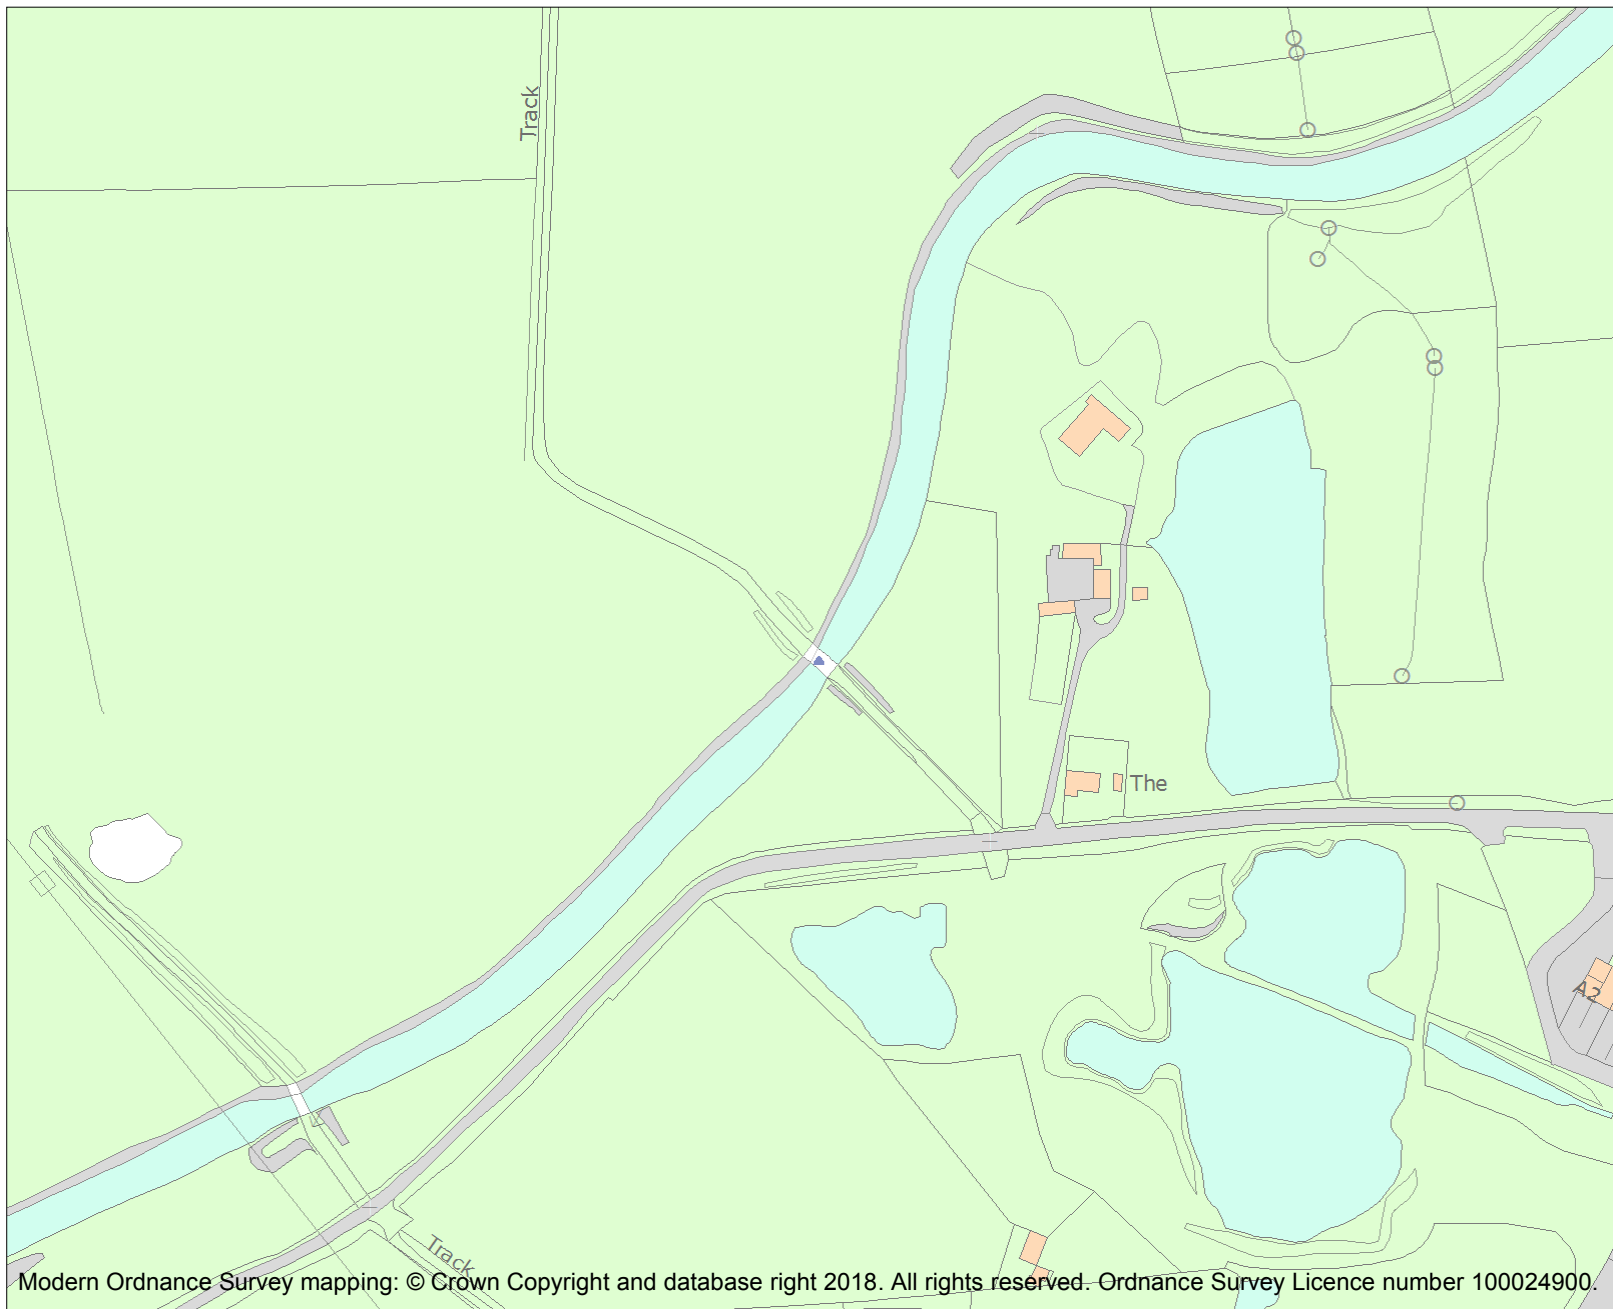 Track
The
A2
Track
Modern Ordnance Survey mapping: © Crown Copyright and database right 2018. All rights reserved. Ordnance Survey Licence number 100024900.